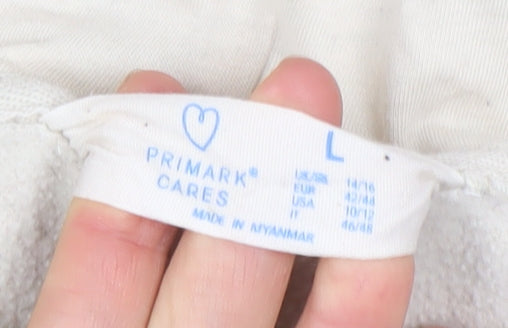 L
PRIMARK®
CARES
UK/IRL 14/16
EUR 42/44
USA 10/12
IT 46/48
MADE IN MYANMAR